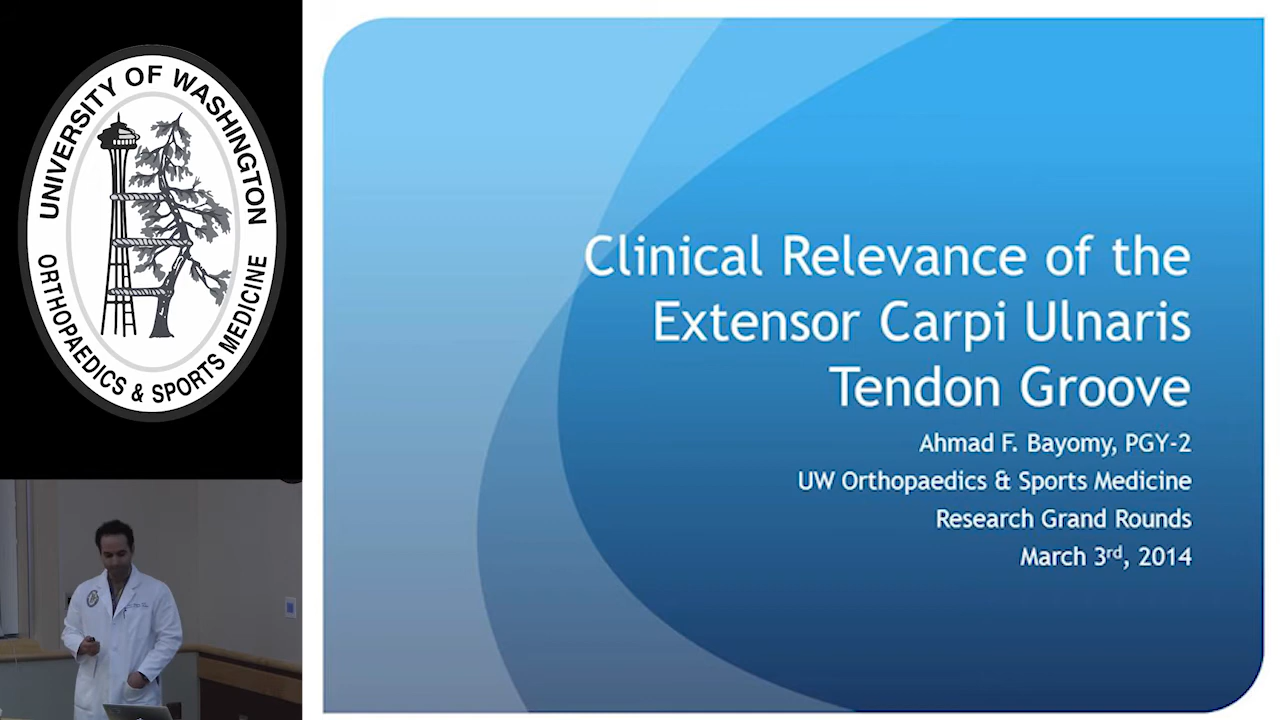 UNIVERSITY OF WASHINGTON
ORTHOPAEDICS & SPORTS MEDICINE
Clinical Relevance of the
Extensor Carpi Ulnaris
Tendon Groove
Ahmad F. Bayomy, PGY-2
UW Orthopaedics & Sports Medicine
Research Grand Rounds
March 3rd, 2014